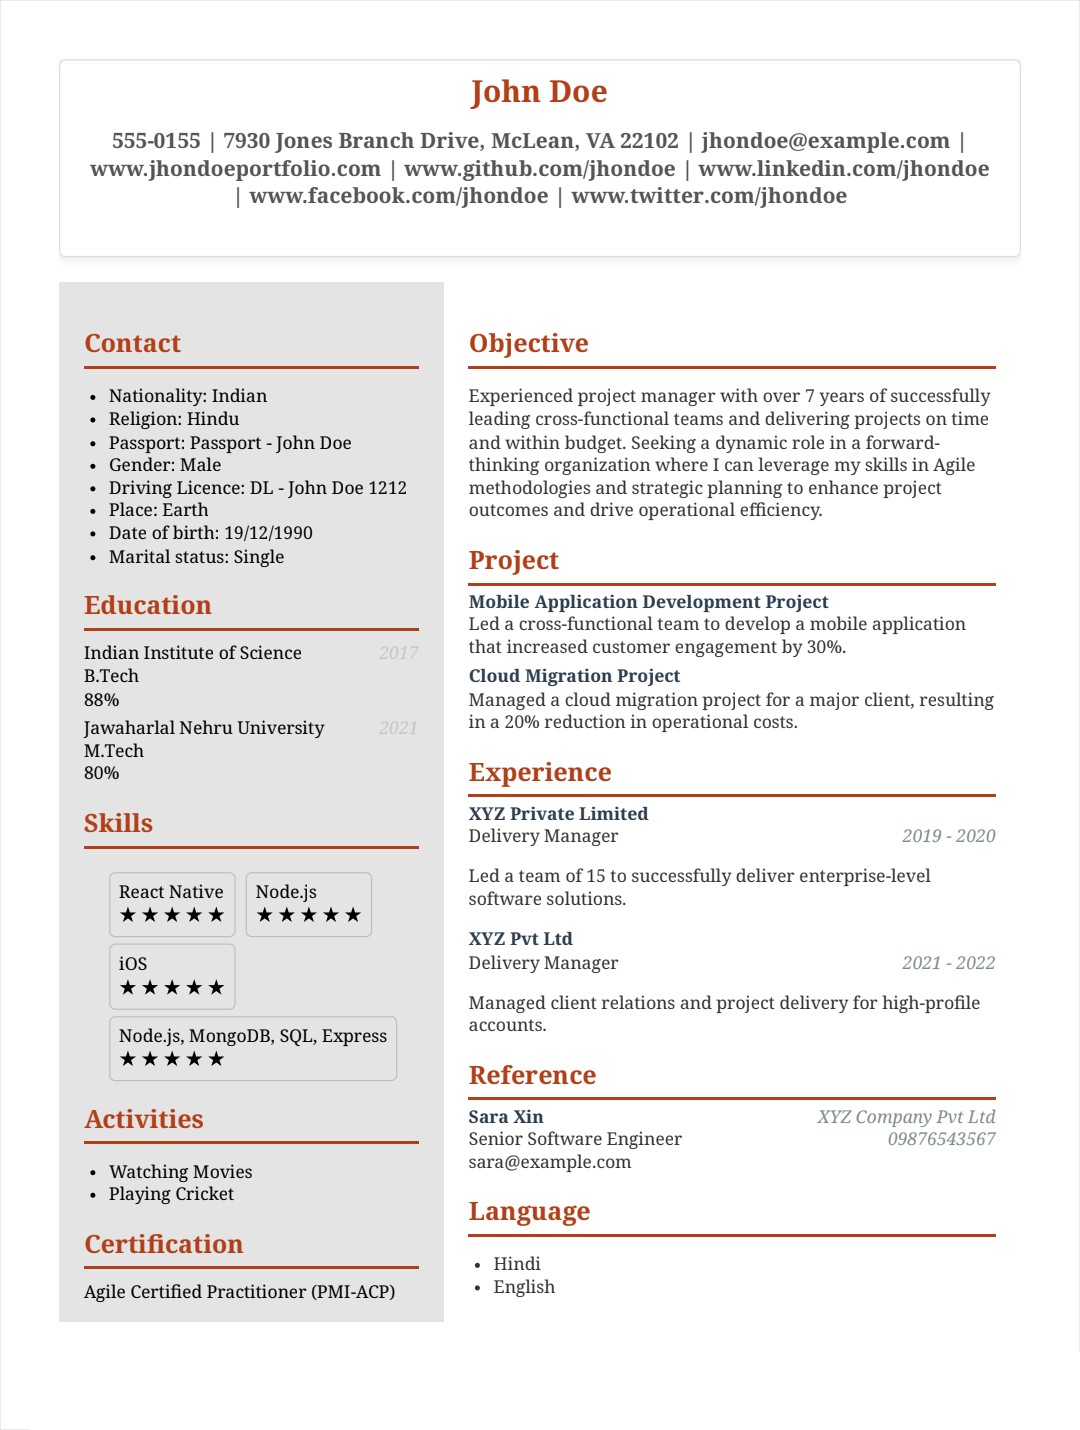 John Doe
555-0155 | 7930 Jones Branch Drive, McLean, VA 22102 | jhondoe@example.com |
www.jhondoeportfolio.com | www.github.com/jhondoe | www.linkedin.com/jhondoe
| www.facebook.com/jhondoe | www.twitter.com/jhondoe
Contact
• Nationality: Indian
• Religion: Hindu
• Passport: Passport - John Doe
• Gender: Male
• Driving Licence: DL - John Doe 1212
• Place: Earth
• Date of birth: 19/12/1990
• Marital status: Single
Education
Indian Institute of Science 2017
B.Tech
88%
Jawaharlal Nehru University 2021
M.Tech
80%
Skills
React Native
★★★★★
Node.js
★★★★★
iOS
★★★★★
Node.js, MongoDB, SQL, Express
★★★★★
Activities
• Watching Movies
• Playing Cricket
Certification
Agile Certified Practitioner (PMI-ACP)
Objective
Experienced project manager with over 7 years of successfully
leading cross-functional teams and delivering projects on time
and within budget. Seeking a dynamic role in a forward-
thinking organization where I can leverage my skills in Agile
methodologies and strategic planning to enhance project
outcomes and drive operational efficiency.
Project
Mobile Application Development Project
Led a cross-functional team to develop a mobile application
that increased customer engagement by 30%.
Cloud Migration Project
Managed a cloud migration project for a major client, resulting
in a 20% reduction in operational costs.
Experience
XYZ Private Limited
Delivery Manager 2019 - 2020
Led a team of 15 to successfully deliver enterprise-level
software solutions.
XYZ Pvt Ltd
Delivery Manager 2021 - 2022
Managed client relations and project delivery for high-profile
accounts.
Reference
Sara Xin XYZ Company Pvt Ltd
Senior Software Engineer 09876543567
sara@example.com
Language
• Hindi
• English